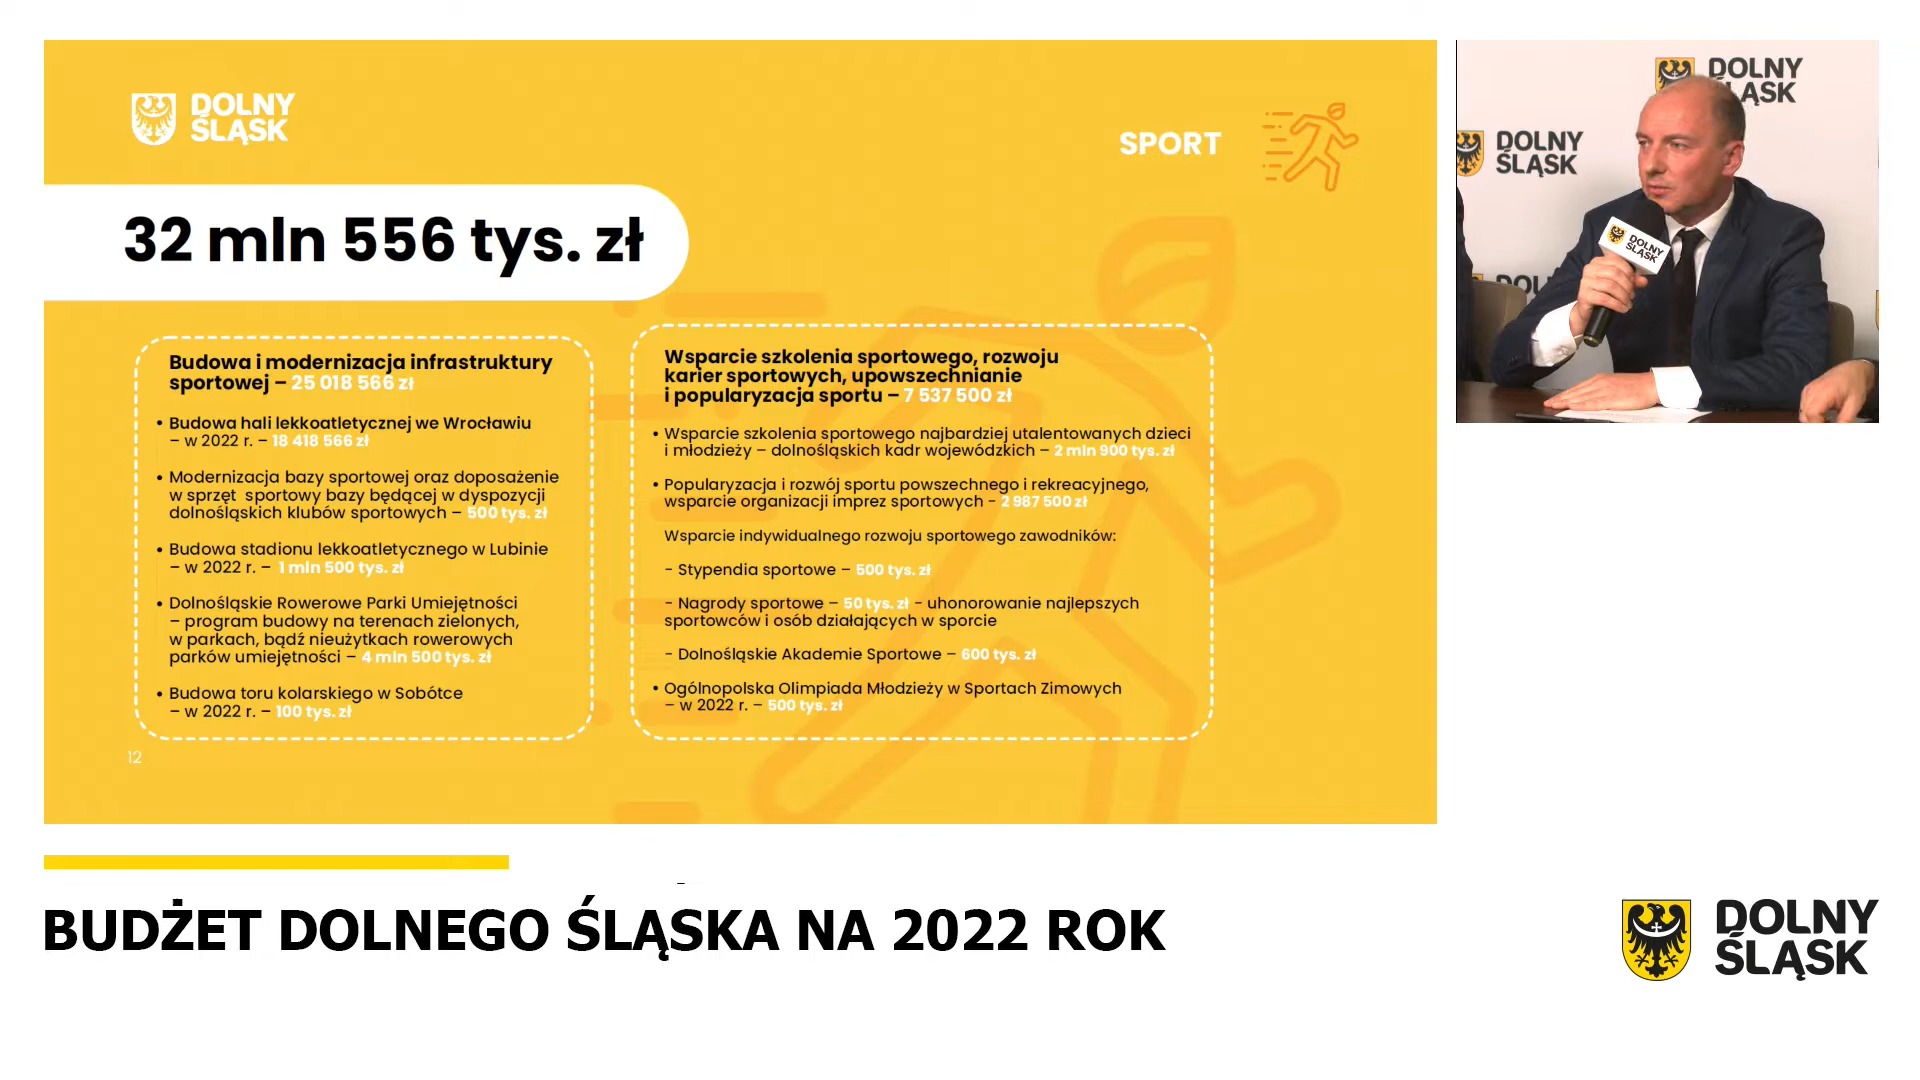 DOLNY
ŚLĄSK
SPORT
32 mln 556 tys. zł
Budowa i modernizacja infrastruktury
sportowej – 25 018 566 zł
• Budowa hali lekkoatletycznej we Wrocławiu
– w 2022 r. – 18 418 566 zł
• Modernizacja bazy sportowej oraz doposażenie
w sprzęt sportowy bazy będącej w dyspozycji
dolnośląskich klubów sportowych – 500 tys. zł
• Budowa stadionu lekkoatletycznego w Lubinie
– w 2022 r. – 1 mln 500 tys. zł
• Dolnośląskie Rowerowe Parki Umiejętności
– program budowy na terenach zielonych,
w parkach, bądź nieużytkach rowerowych
parków umiejętności – 4 mln 500 tys. zł
• Budowa toru kolarskiego w Sobótce
– w 2022 r. – 100 tys. zł
Wsparcie szkolenia sportowego, rozwoju
karier sportowych, upowszechnianie
i popularyzacja sportu – 7 537 500 zł
• Wsparcie szkolenia sportowego najbardziej utalentowanych dzieci
i młodzieży – dolnośląskich kadr wojewódzkich – 2 mln 900 tys. zł
• Popularyzacja i rozwój sportu powszechnego i rekreacyjnego,
wsparcie organizacji imprez sportowych - 2 987 500 zł
Wsparcie indywidualnego rozwoju sportowego zawodników:
- Stypendia sportowe – 500 tys. zł
- Nagrody sportowe – 50 tys. zł - uhonorowanie najlepszych
sportowców i osób działających w sporcie
- Dolnośląskie Akademie Sportowe – 600 tys. zł
• Ogólnopolska Olimpiada Młodzieży w Sportach Zimowych
– w 2022 r. – 500 tys. zł
12
DOLNY
ŚLĄSK
DOLNY
ŚLĄSK
DOLNY
ŚLĄSK
BUDŻET DOLNEGO ŚLĄSKA NA 2022 ROK
DOLNY
ŚLĄSK